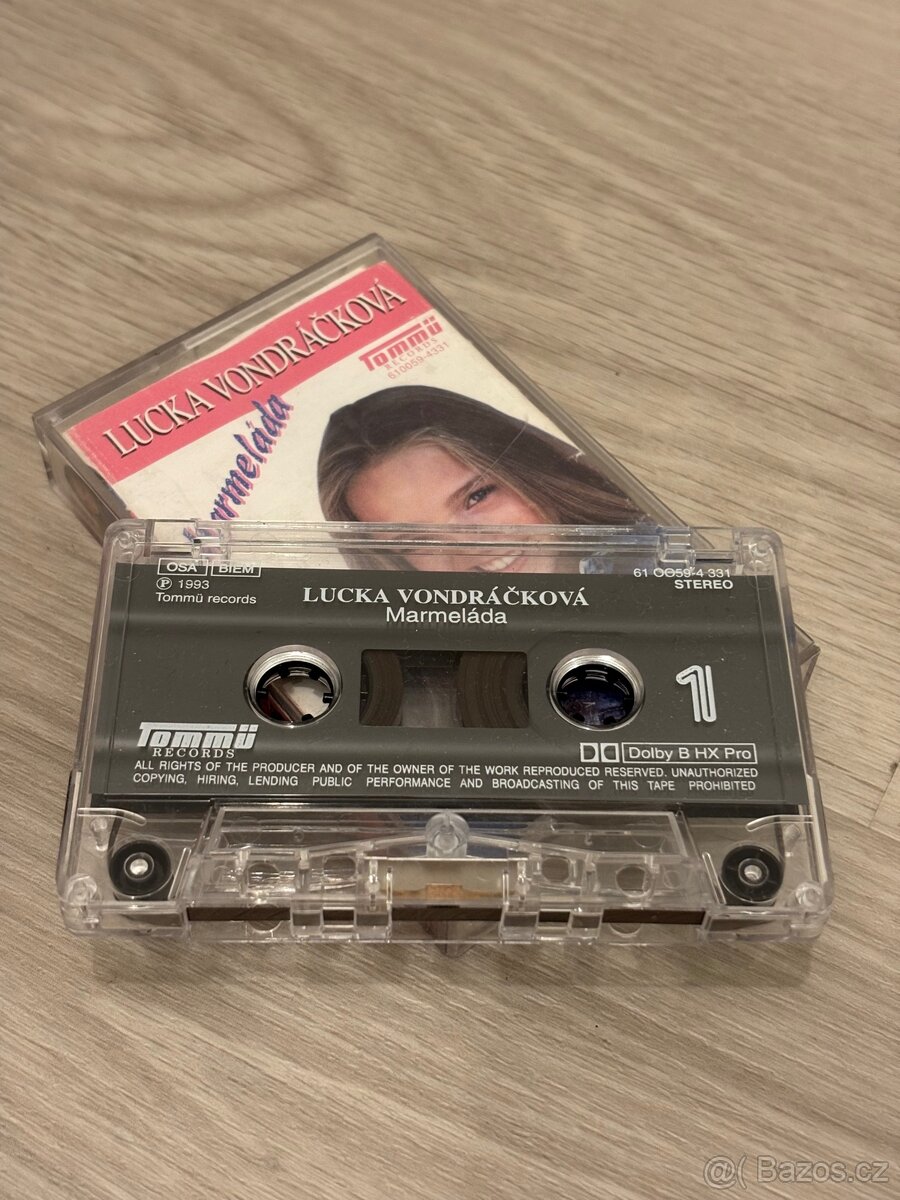 LUCKA VONDRÁČKOVÁ
Tommü
RECORDS
610059-4331
OSA BIEM
℗ 1993
Tommü records
LUCKA VONDRÁČKOVÁ
Marmeláda
61 0059-4 331
STEREO
1
Tommü
RECORDS
Dolby B HX Pro
ALL RIGHTS OF THE PRODUCER AND OF THE OWNER OF THE WORK REPRODUCED RESERVED. UNAUTHORIZED
COPYING, HIRING, LENDING PUBLIC PERFORMANCE AND BROADCASTING OF THIS TAPE PROHIBITED
@( Bazos.cz